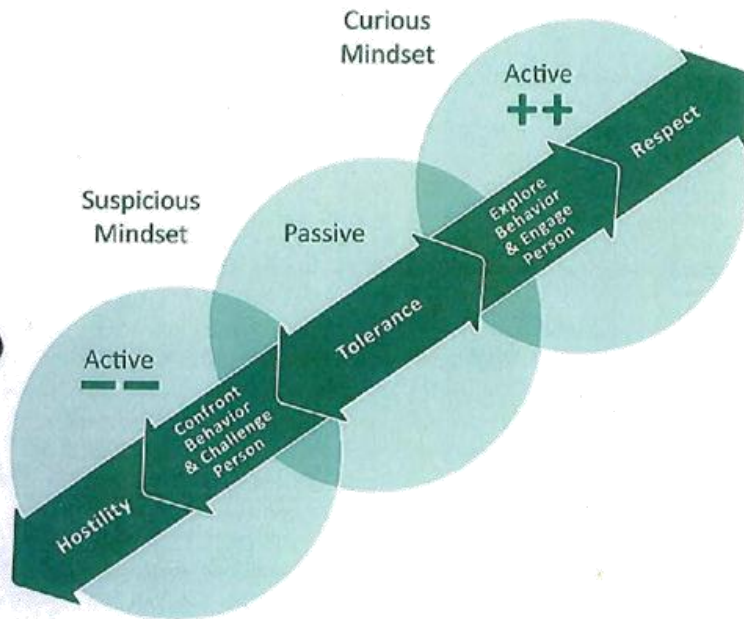 Curious
Mindset
Active
++
Respect
Explore
Behavior
& Engage
Person
Suspicious
Mindset
Passive
Tolerance
Active
— —
Confront
Behavior
& Challenge
Person
Hostility